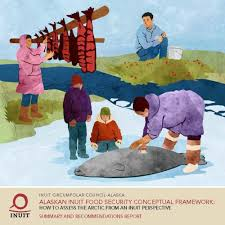 INUIT CIRCUMPOLAR COUNCIL-ALASKA
ALASKAN INUIT FOOD SECURITY CONCEPTUAL FRAMEWORK:
HOW TO ASSESS THE ARCTIC FROM AN INUIT PERSPECTIVE
SUMMARY AND RECOMMENDATIONS REPORT
INUIT